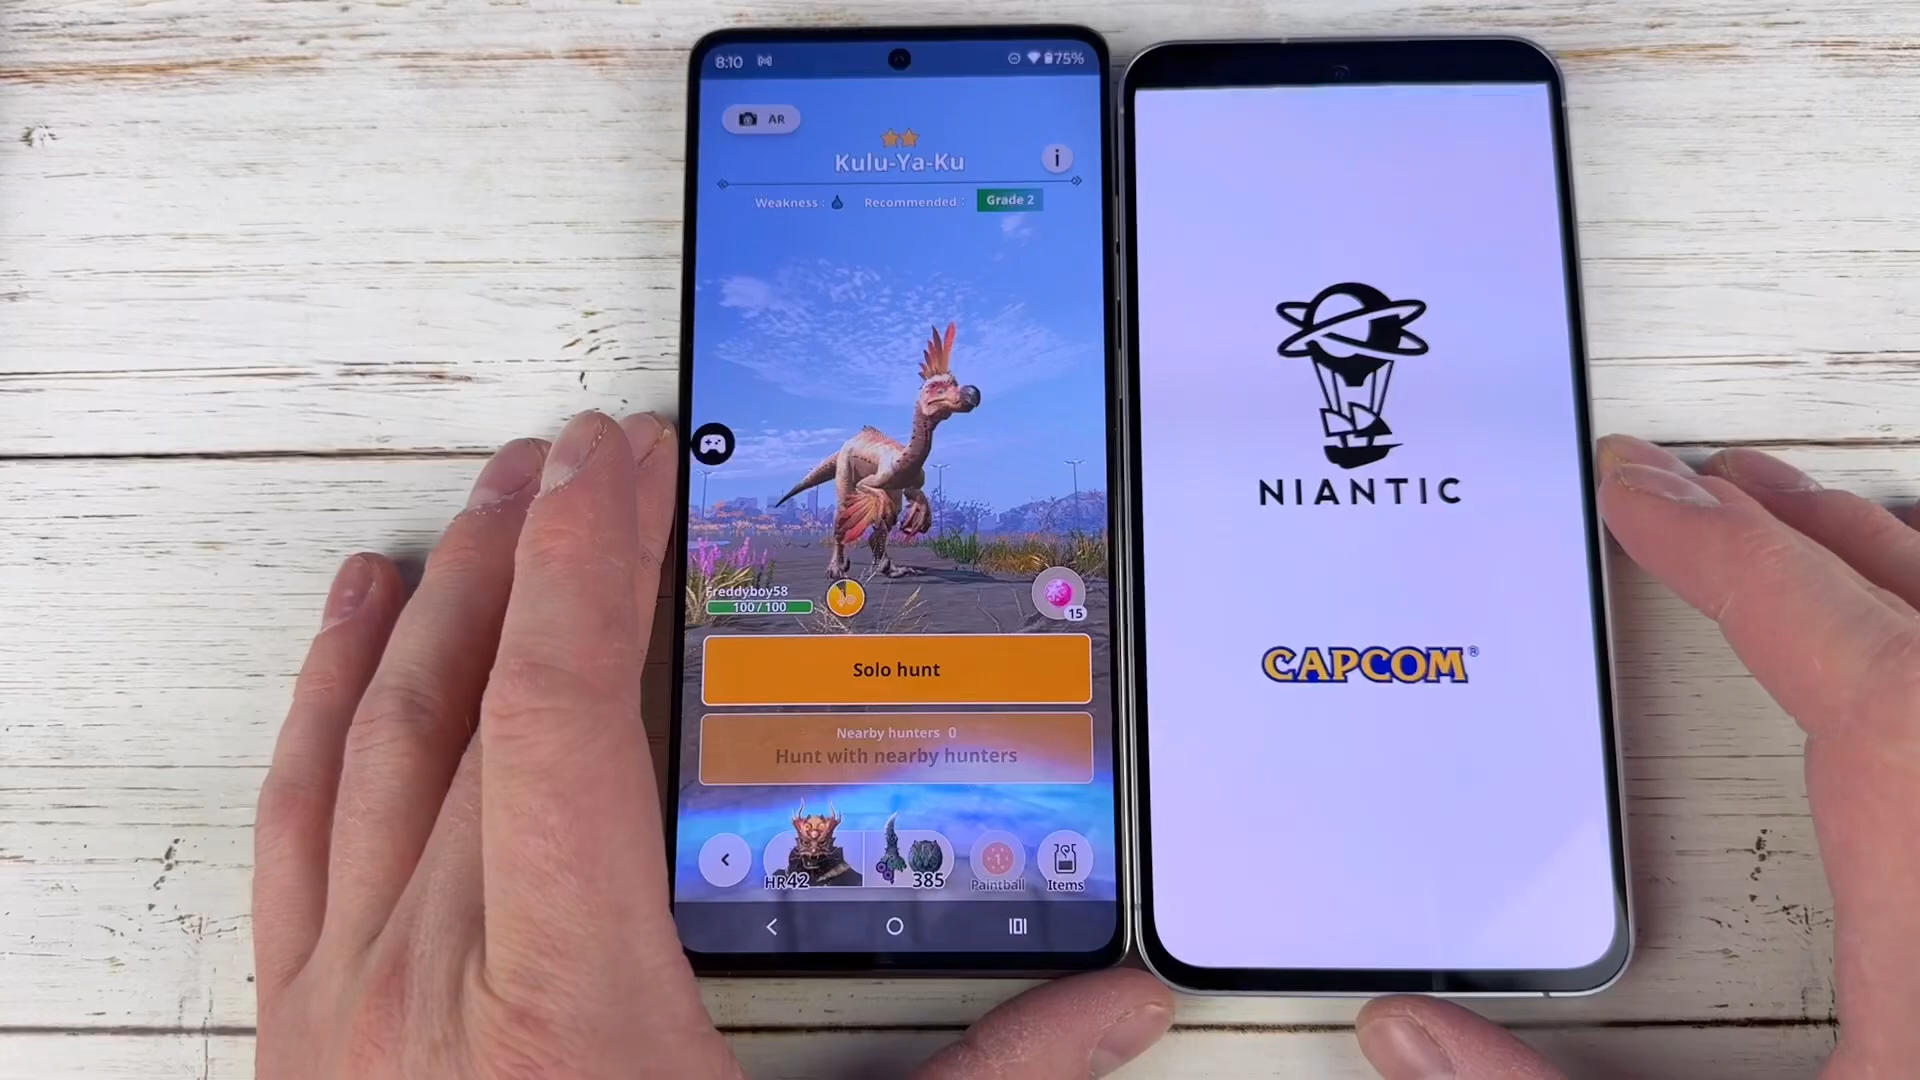 8:10
75%
AR
Kulu-Ya-Ku
i
Weakness :
Recommended :
Grade 2
Freddyboy58
100/100
15
Solo hunt
Nearby hunters 0
Hunt with nearby hunters
HR42
385
1
Paintball
Items
NIANTIC
CAPCOM®